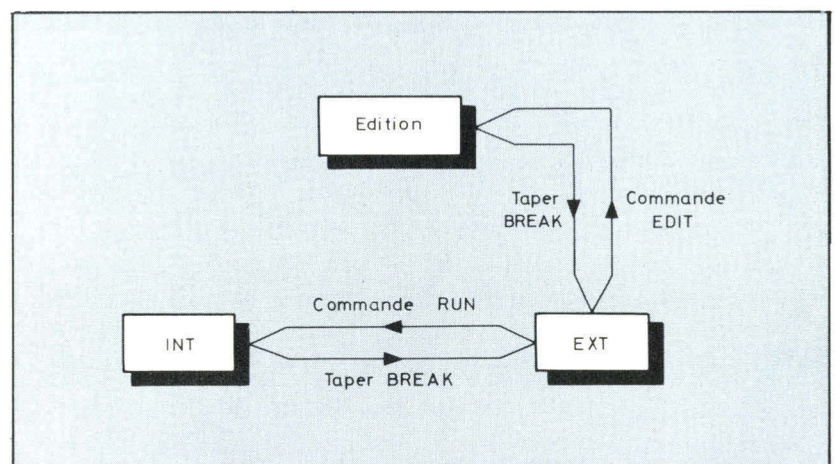 Edition
Taper
BREAK
Commande
EDIT
Commande RUN
INT
EXT
Taper BREAK